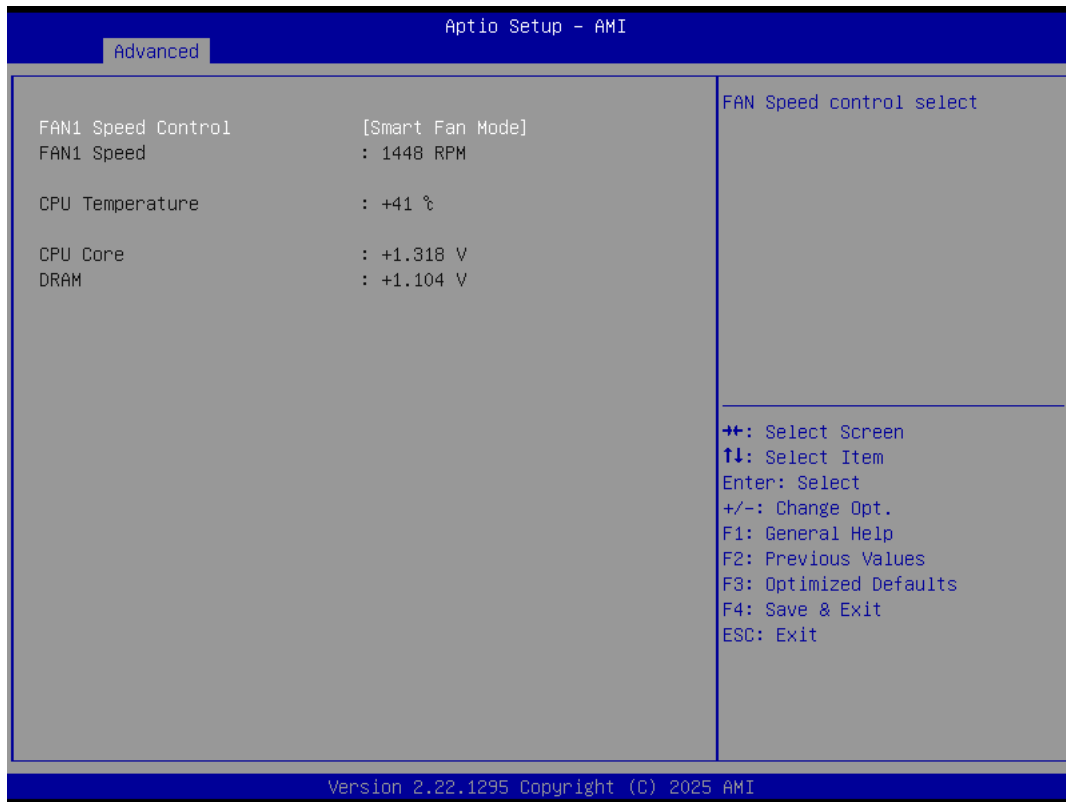 Aptio Setup – AMI
Advanced
FAN1 Speed Control [Smart Fan Mode]
FAN1 Speed : 1448 RPM
CPU Temperature : +41 ℃
CPU Core : +1.318 V
DRAM : +1.104 V
FAN Speed control select
→←: Select Screen
↑↓: Select Item
Enter: Select
+/-: Change Opt.
F1: General Help
F2: Previous Values
F3: Optimized Defaults
F4: Save & Exit
ESC: Exit
Version 2.22.1295 Copyright (C) 2025 AMI